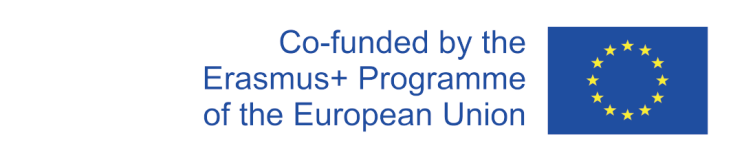 Co-funded by the
Erasmus+ Programme
of the European Union